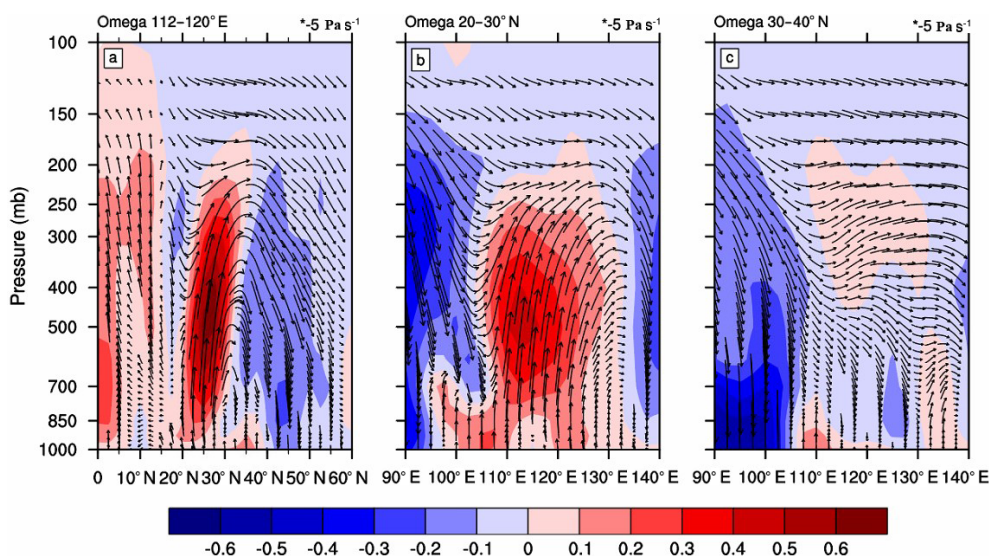 Omega 112-120° E *-5 Pa s⁻¹
Omega 20-30° N *-5 Pa s⁻¹
Omega 30-40° N *-5 Pa s⁻¹
a
b
c
Pressure (mb)
100
150
200
250
300
400
500
700
850
1000
0 10° N 20° N 30° N 40° N 50° N 60° N
90° E 100° E 110° E 120° E 130° E 140° E
90° E 100° E 110° E 120° E 130° E 140° E
-0.6 -0.5 -0.4 -0.3 -0.2 -0.1 0 0.1 0.2 0.3 0.4 0.5 0.6